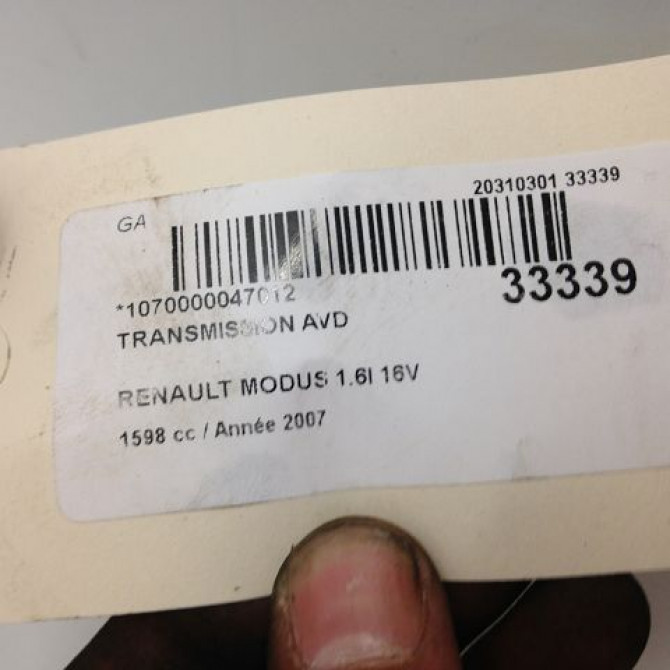 20310301 33339
GA
*1070000047012
33339
TRANSMISSION AVD
RENAULT MODUS 1.6I 16V
1598 cc / Année 2007